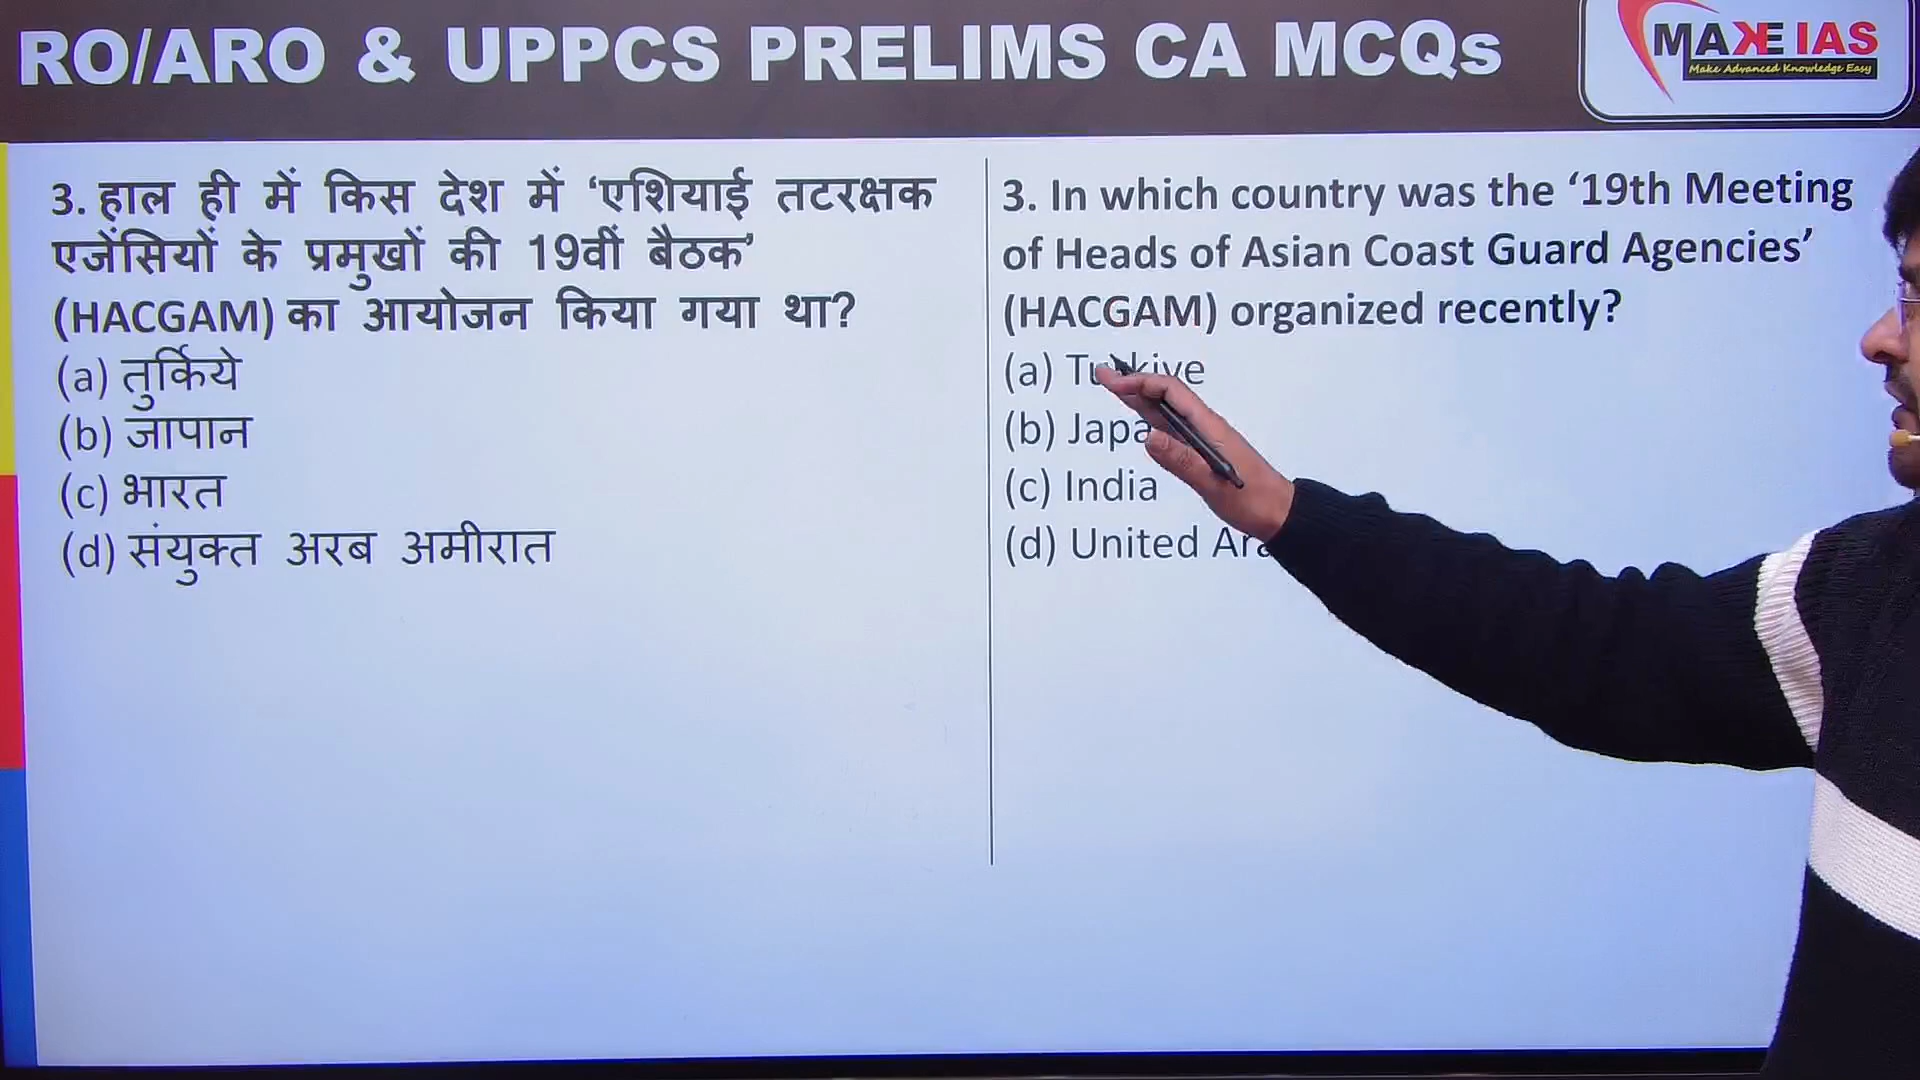 RO/ARO & UPPCS PRELIMS CA MCQs
MAKE IAS
Make Advanced Knowledge Easy
3. हाल ही में किस देश में ‘एशियाई तटरक्षक
एजेंसियों के प्रमुखों की 19वीं बैठक’
(HACGAM) का आयोजन किया गया था?
(a) तुर्किये
(b) जापान
(c) भारत
(d) संयुक्त अरब अमीरात
3. In which country was the ‘19th Meeting
of Heads of Asian Coast Guard Agencies’
(HACGAM) organized recently?
(a)
(b)
(c) India
(d) United